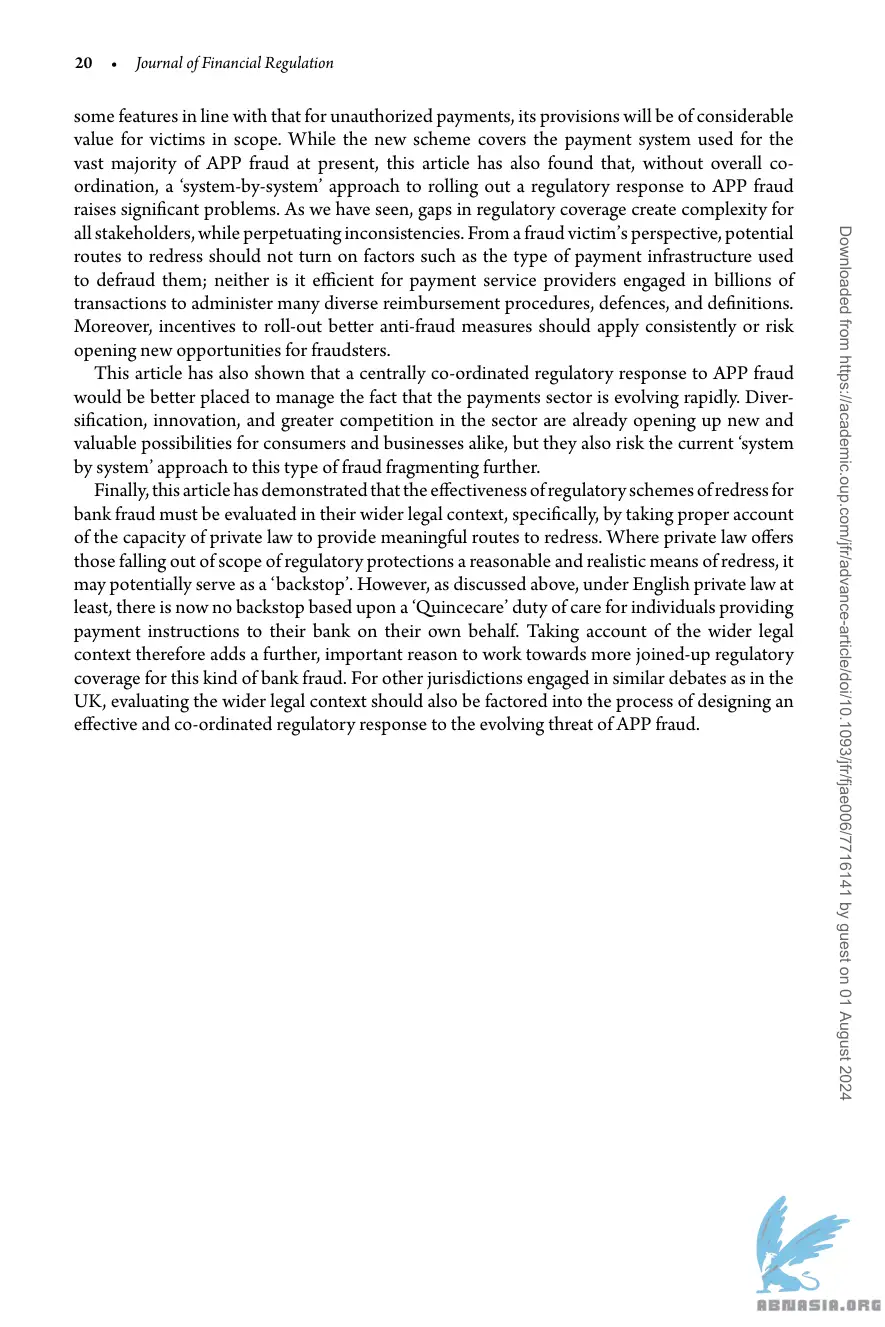 20 • Journal of Financial Regulation
some features in line with that for unauthorized payments, its provisions will be of considerable
value for victims in scope. While the new scheme covers the payment system used for the
vast majority of APP fraud at present, this article has also found that, without overall co-
ordination, a ‘system-by-system’ approach to rolling out a regulatory response to APP fraud
raises significant problems. As we have seen, gaps in regulatory coverage create complexity for
all stakeholders, while perpetuating inconsistencies. From a fraud victim’s perspective, potential
routes to redress should not turn on factors such as the type of payment infrastructure used
to defraud them; neither is it efficient for payment service providers engaged in billions of
transactions to administer many diverse reimbursement procedures, defences, and definitions.
Moreover, incentives to roll-out better anti-fraud measures should apply consistently or risk
opening new opportunities for fraudsters.
This article has also shown that a centrally co-ordinated regulatory response to APP fraud
would be better placed to manage the fact that the payments sector is evolving rapidly. Diver-
sification, innovation, and greater competition in the sector are already opening up new and
valuable possibilities for consumers and businesses alike, but they also risk the current ‘system
by system’ approach to this type of fraud fragmenting further.
Finally, this article has demonstrated that the effectiveness of regulatory schemes of redress for
bank fraud must be evaluated in their wider legal context, specifically, by taking proper account
of the capacity of private law to provide meaningful routes to redress. Where private law offers
those falling out of scope of regulatory protections a reasonable and realistic means of redress, it
may potentially serve as a ‘backstop’. However, as discussed above, under English private law at
least, there is now no backstop based upon a ‘Quincecare’ duty of care for individuals providing
payment instructions to their bank on their own behalf. Taking account of the wider legal
context therefore adds a further, important reason to work towards more joined-up regulatory
coverage for this kind of bank fraud. For other jurisdictions engaged in similar debates as in the
UK, evaluating the wider legal context should also be factored into the process of designing an
effective and co-ordinated regulatory response to the evolving threat of APP fraud.
Downloaded from https://academic.oup.com/jfr/advance-article/doi/10.1093/jfr/fjae006/7716141 by guest on 01 August 2024
ABNASIA.ORG